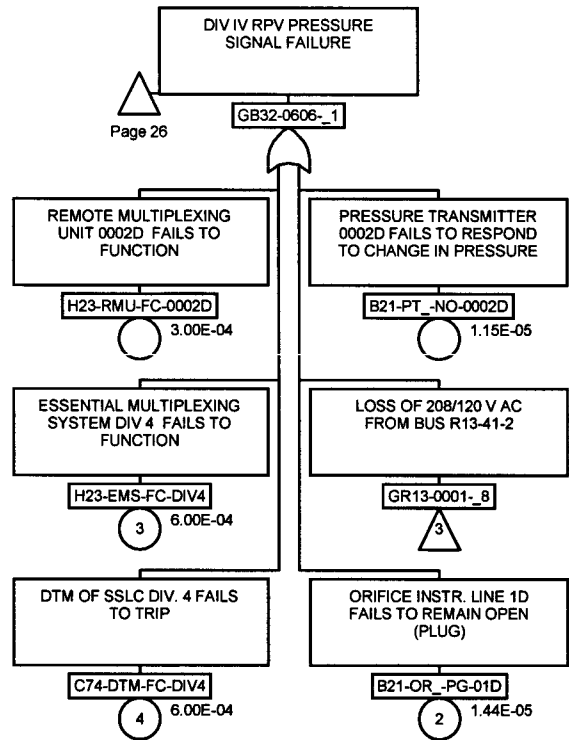 DIV IV RPV PRESSURE
SIGNAL FAILURE
Page 26
GB32-0606-_1
REMOTE MULTIPLEXING
UNIT 0002D FAILS TO
FUNCTION
H23-RMU-FC-0002D
3.00E-04
PRESSURE TRANSMITTER
0002D FAILS TO RESPOND
TO CHANGE IN PRESSURE
B21-PT_-NO-0002D
1.15E-05
ESSENTIAL MULTIPLEXING
SYSTEM DIV 4 FAILS TO
FUNCTION
H23-EMS-FC-DIV4
3
6.00E-04
LOSS OF 208/120 V AC
FROM BUS R13-41-2
GR13-0001-_8
3
DTM OF SSLC DIV. 4 FAILS
TO TRIP
C74-DTM-FC-DIV4
4
6.00E-04
ORIFICE INSTR. LINE 1D
FAILS TO REMAIN OPEN
(PLUG)
B21-OR_-PG-01D
2
1.44E-05